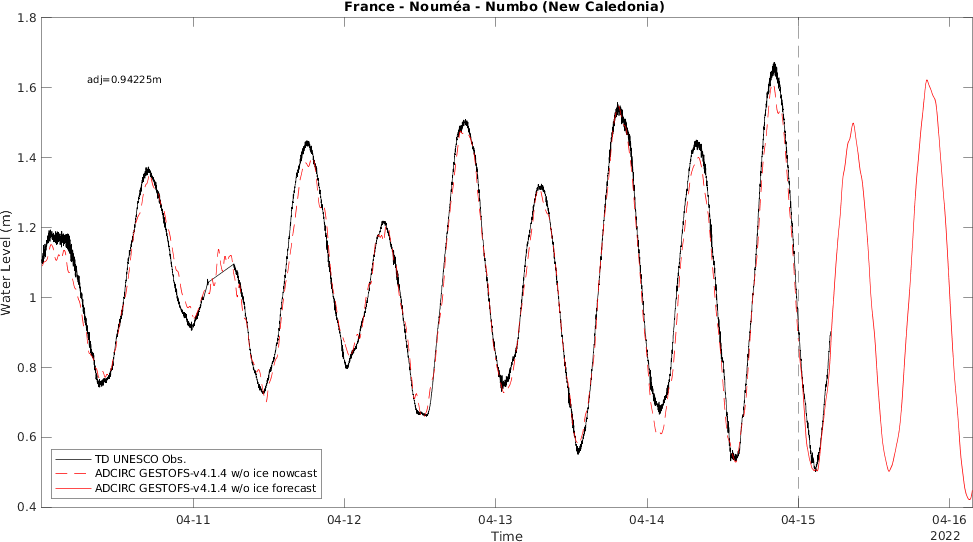 France - Nouméa - Numbo (New Caledonia)
adj=0.94225m
Water Level (m)
1.8
1.6
1.4
1.2
1
0.8
0.6
0.4
TD UNESCO Obs.
ADCIRC GESTOFS-v4.1.4 w/o ice nowcast
ADCIRC GESTOFS-v4.1.4 w/o ice forecast
04-11 04-12 04-13 04-14 04-15 04-16
Time 2022